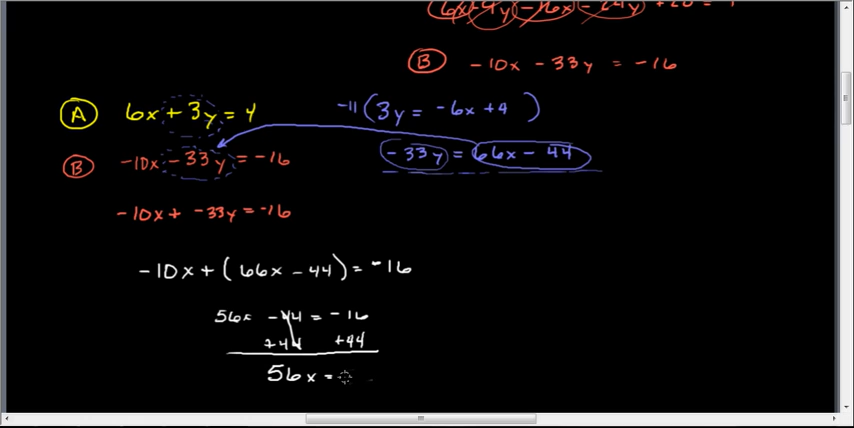 (B) -10x - 33y = -16
(A) 6x + 3y = 4
-11(3y = -6x + 4)
(B) -10x - 33y = -16
-33y = 66x - 44
-10x + -33y = -16
-10x + (66x - 44) = -16
56x - 44 = -16
+44 +44
56x =